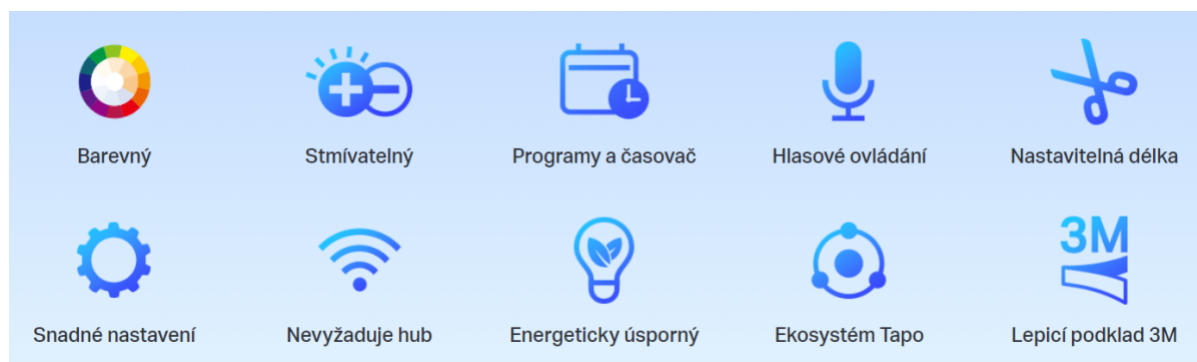 Barevný
Stmívatelný
Programy a časovač
Hlasové ovládání
Nastavitelná délka
3M
Snadné nastavení
Nevyžaduje hub
Energeticky úsporný
Ekosystém Tapo
Lepicí podklad 3M